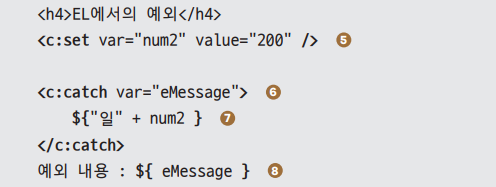 <h4>EL에서의 예외</h4>
<c:set var="num2" value="200" /> ❺
<c:catch var="eMessage"> ❻
${"일" + num2 } ❼
</c:catch>
예외 내용 : ${ eMessage } ❽